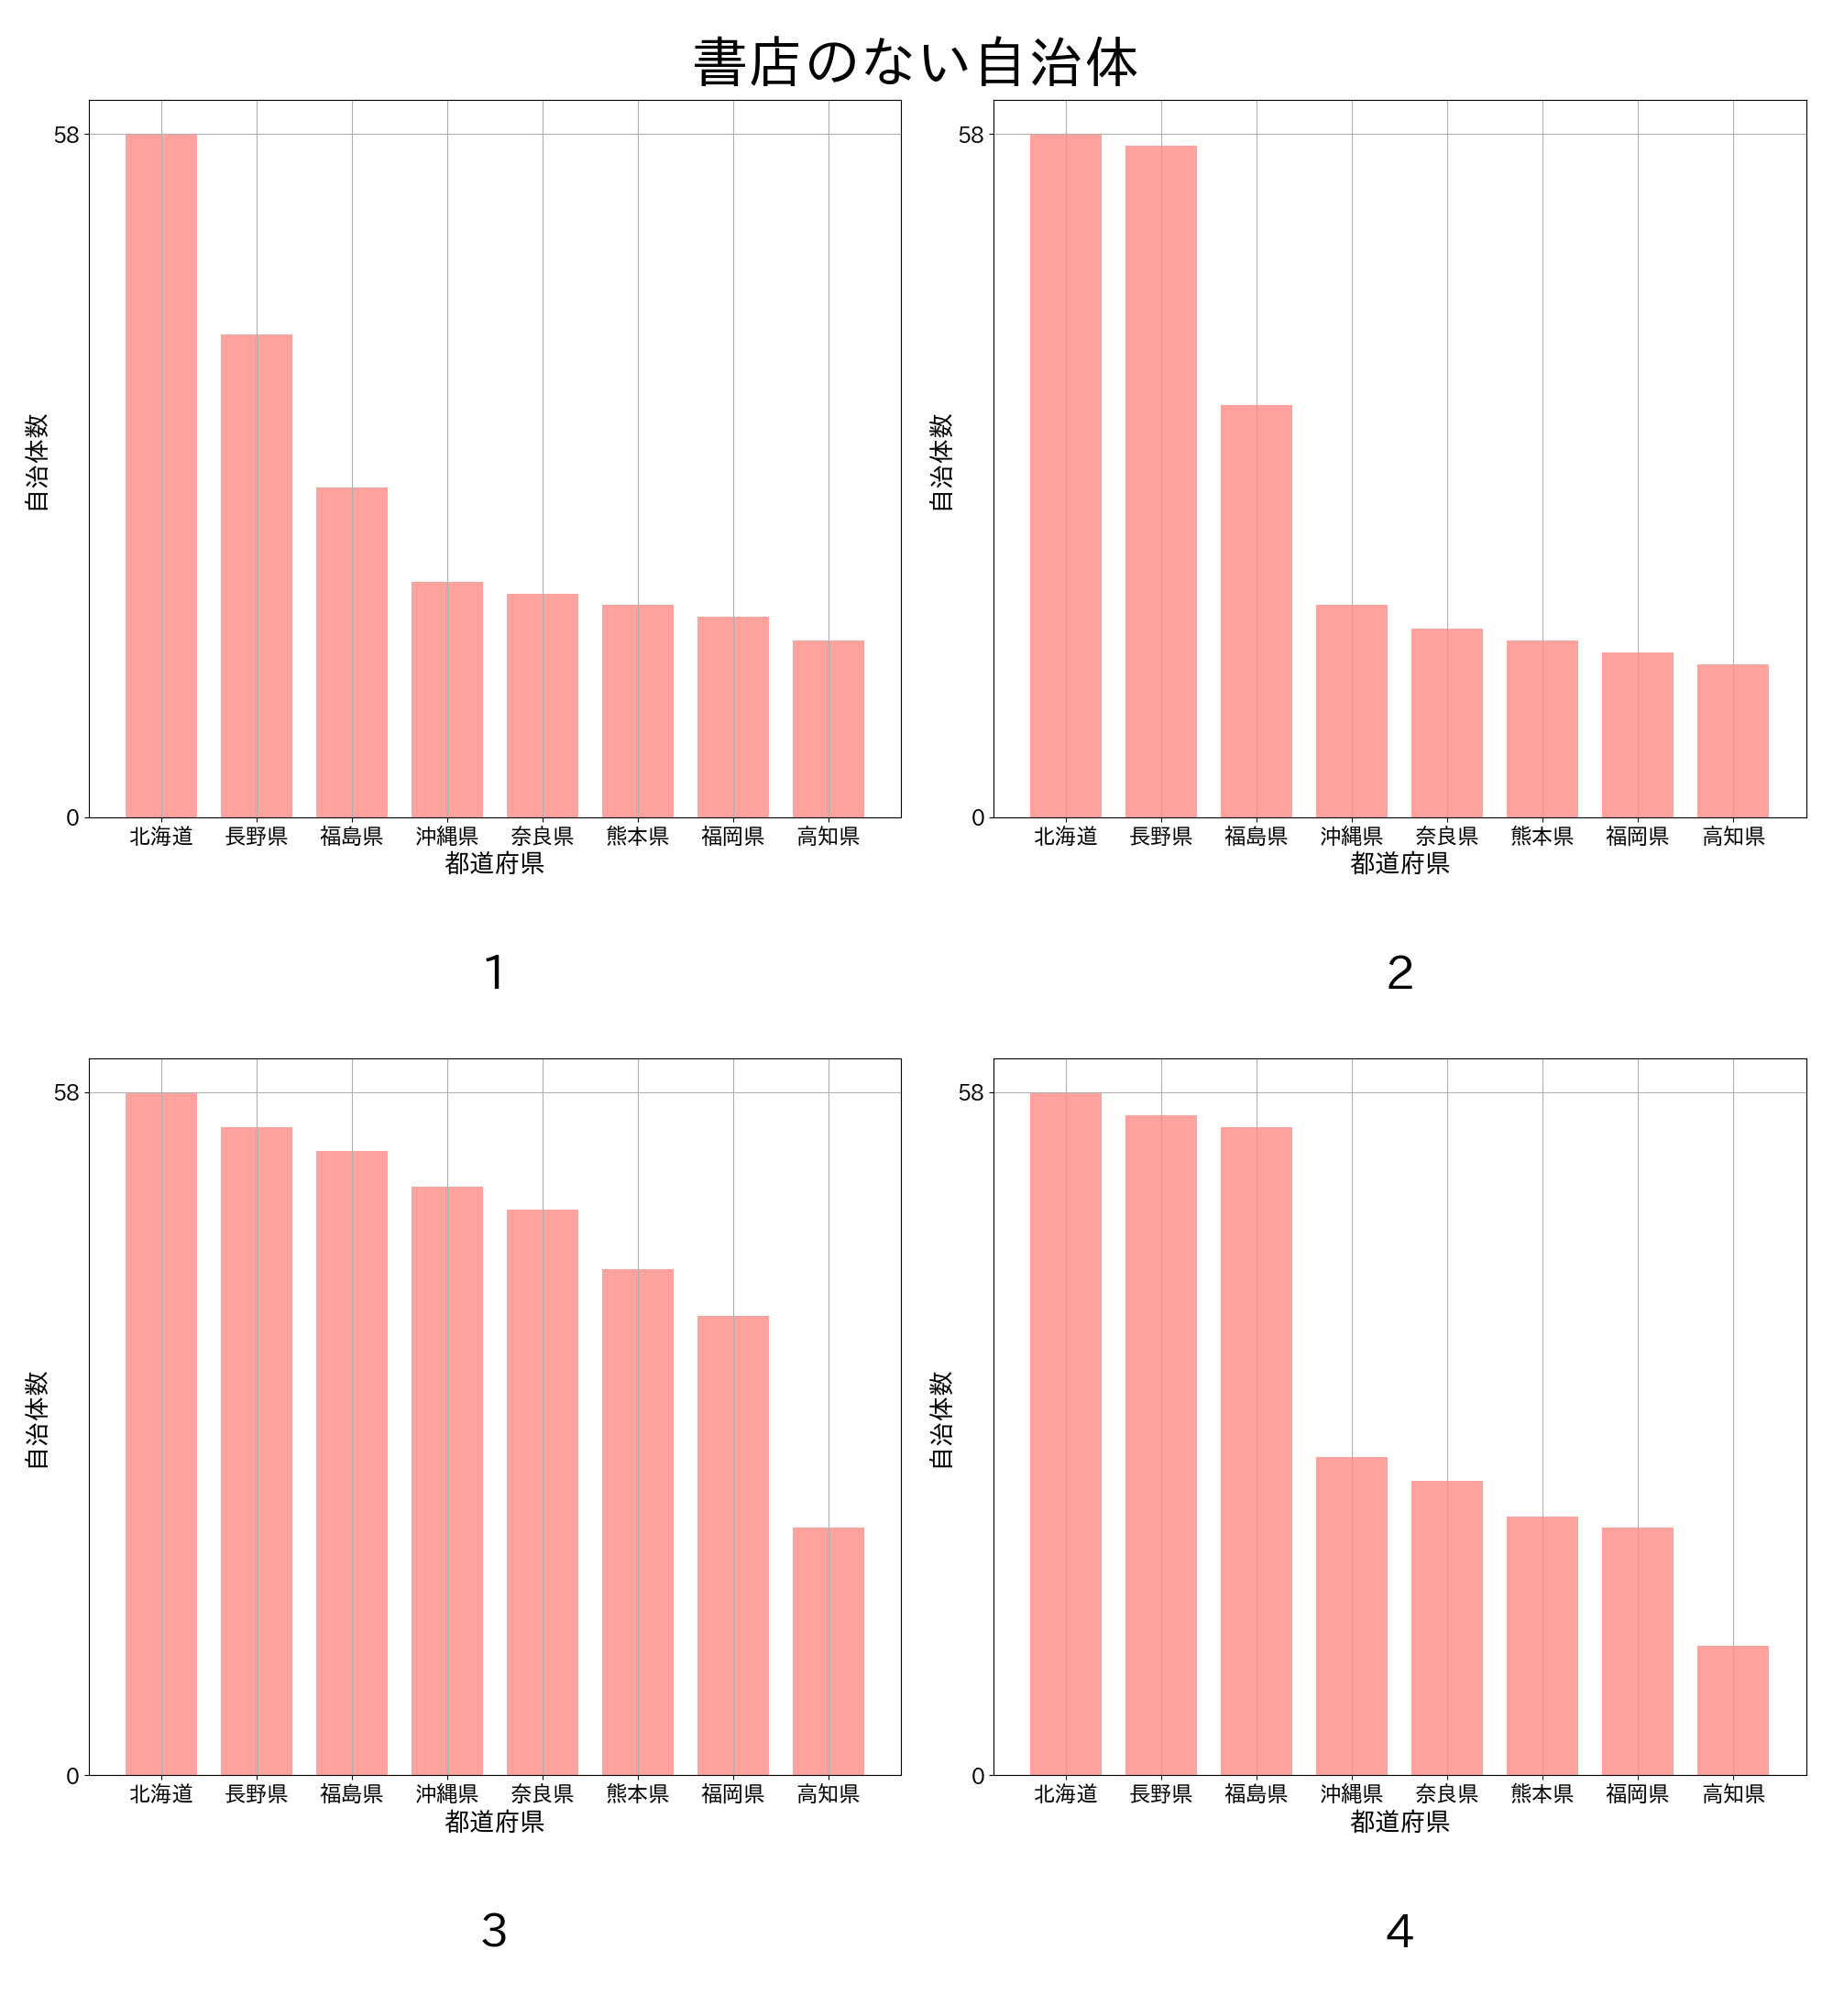 書店のない自治体
58
0
自治体数
北海道 長野県 福島県 沖縄県 奈良県 熊本県 福岡県 高知県
都道府県
1
58
0
自治体数
北海道 長野県 福島県 沖縄県 奈良県 熊本県 福岡県 高知県
都道府県
2
58
0
自治体数
北海道 長野県 福島県 沖縄県 奈良県 熊本県 福岡県 高知県
都道府県
3
58
0
自治体数
北海道 長野県 福島県 沖縄県 奈良県 熊本県 福岡県 高知県
都道府県
4